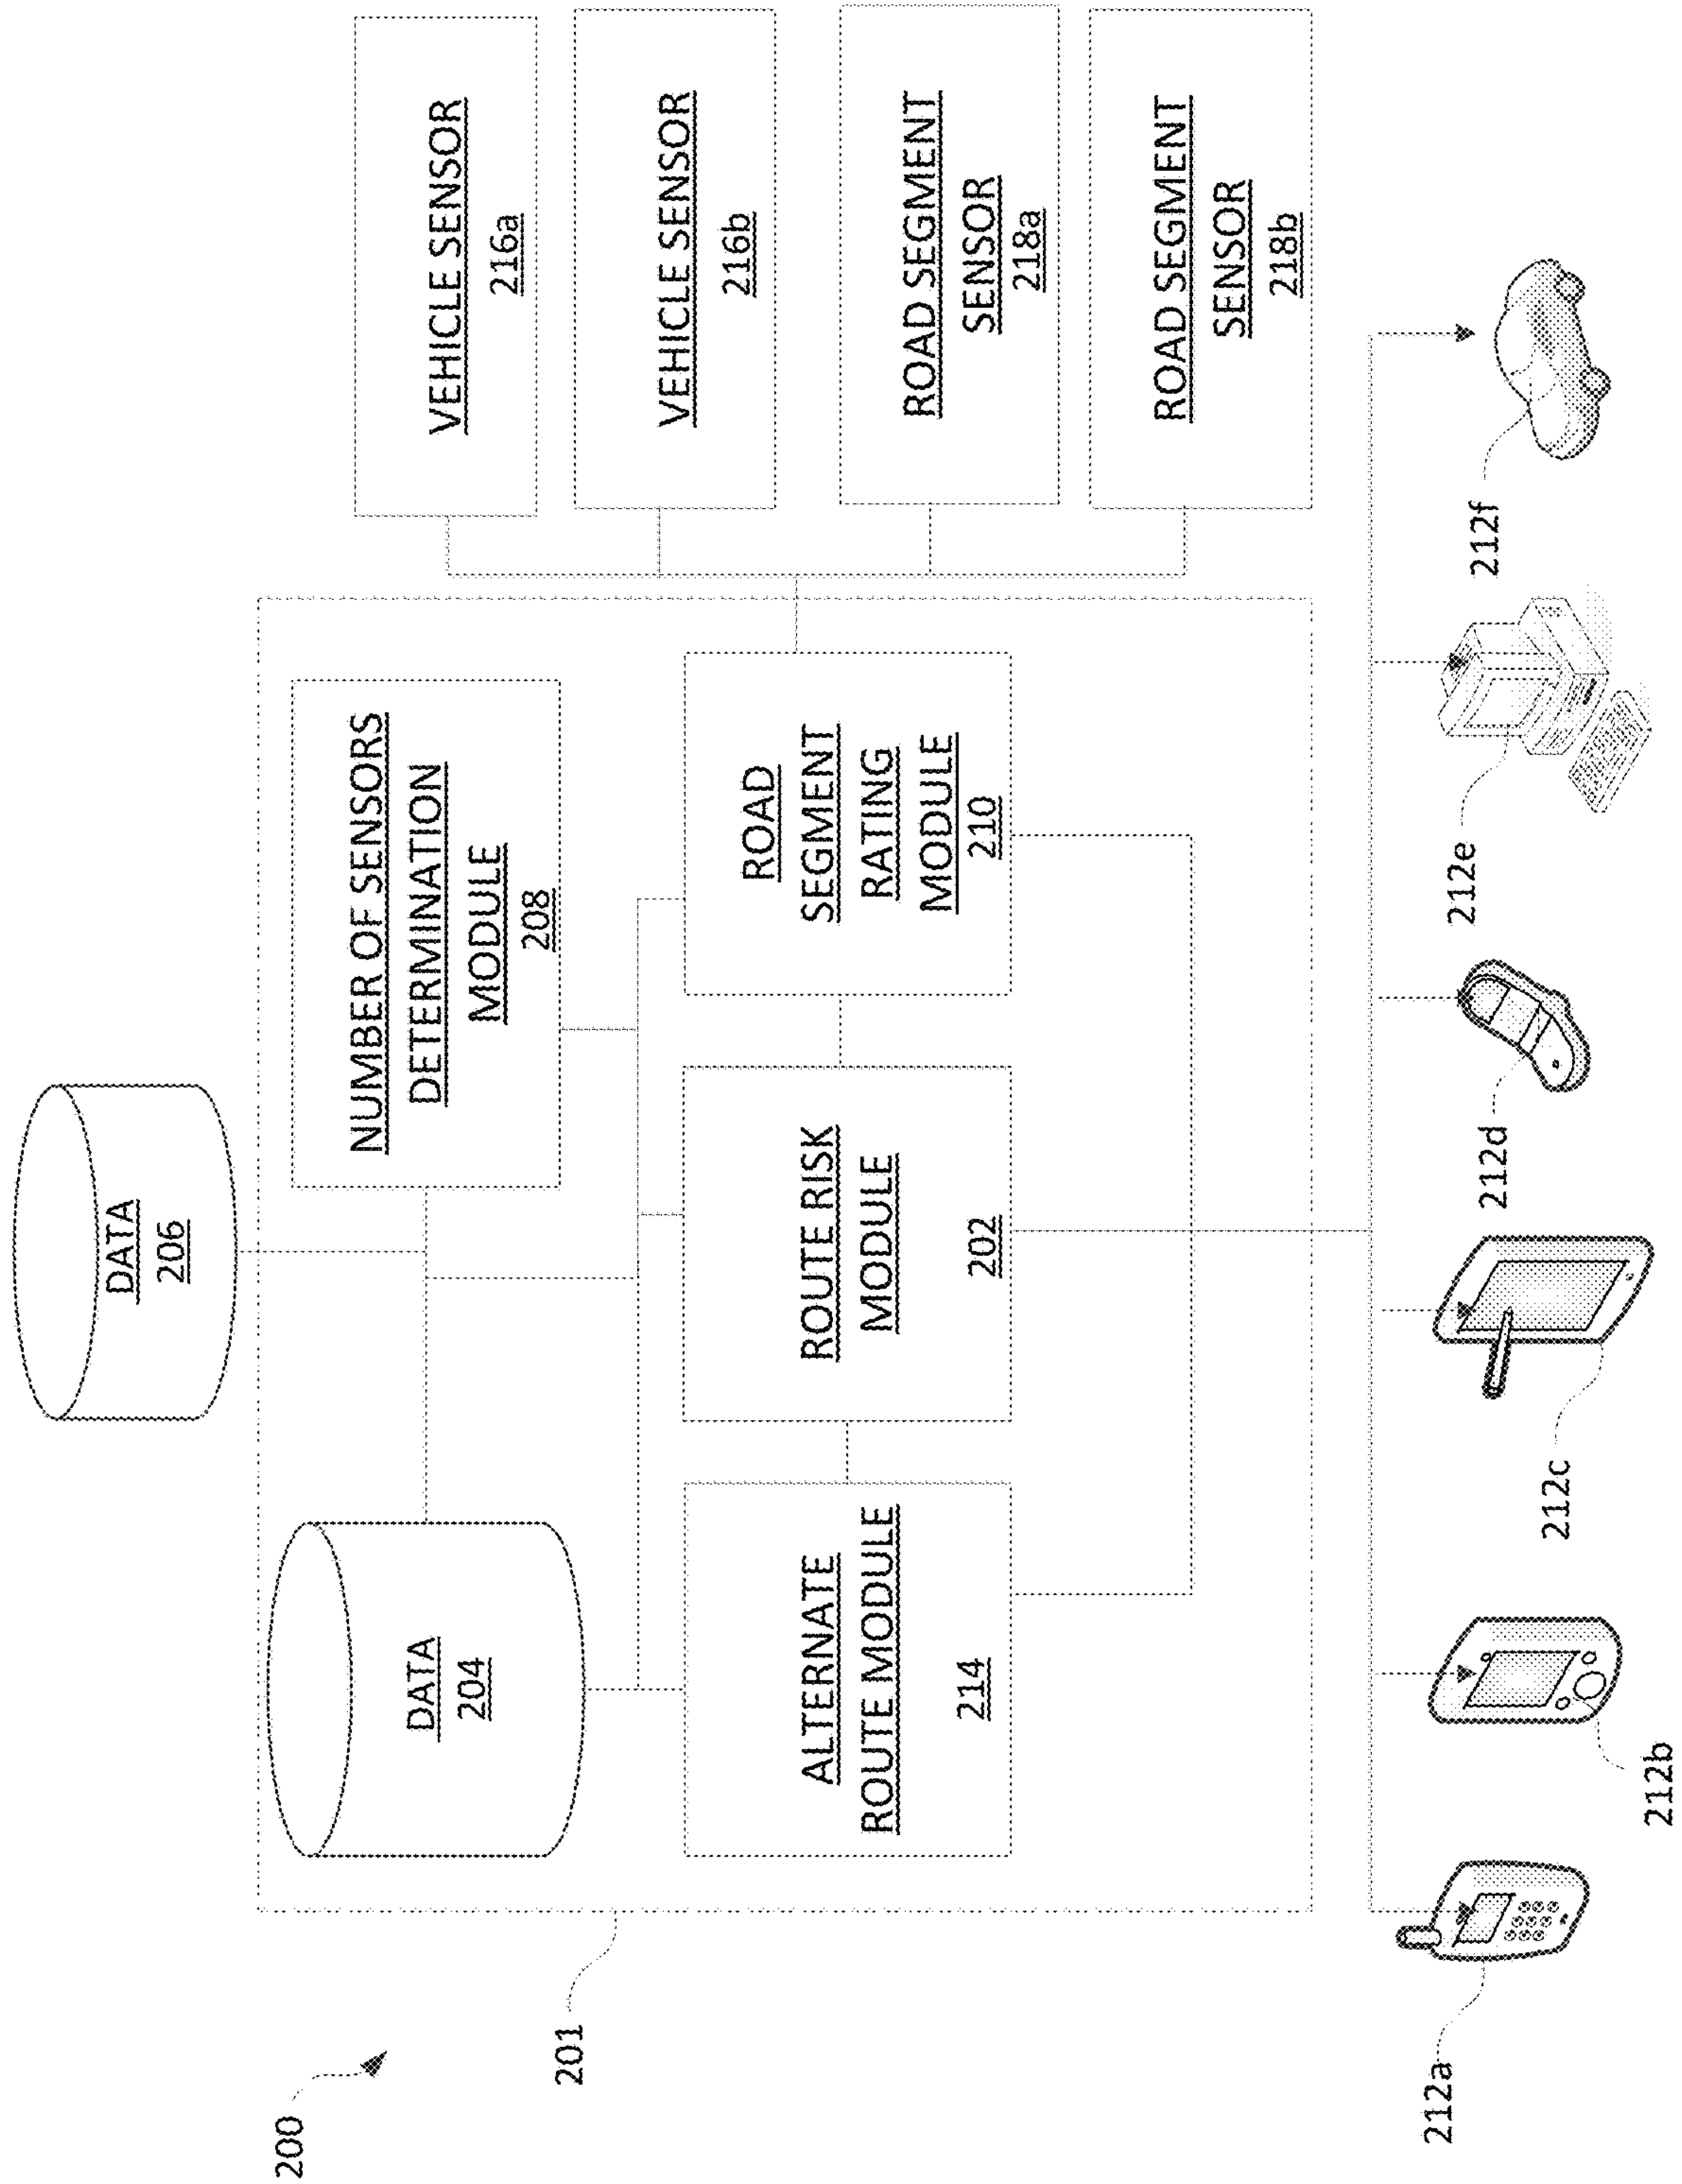 200
201
DATA
206
DATA
204
NUMBER OF SENSORS
DETERMINATION
MODULE
208
ALTERNATE
ROUTE MODULE
214
ROUTE RISK
MODULE
202
ROAD
SEGMENT
RATING
MODULE
210
VEHICLE SENSOR
216a
VEHICLE SENSOR
216b
ROAD SEGMENT
SENSOR
218a
ROAD SEGMENT
SENSOR
218b
212a
212b
212c
212d
212e
212f